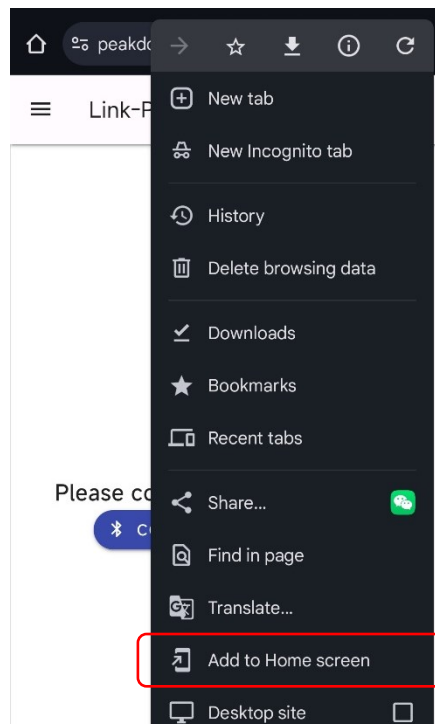 peakdo
Link-P
New tab
New Incognito tab
History
Delete browsing data
Downloads
Bookmarks
Recent tabs
Please co
Share...
Find in page
Translate...
Add to Home screen
Desktop site